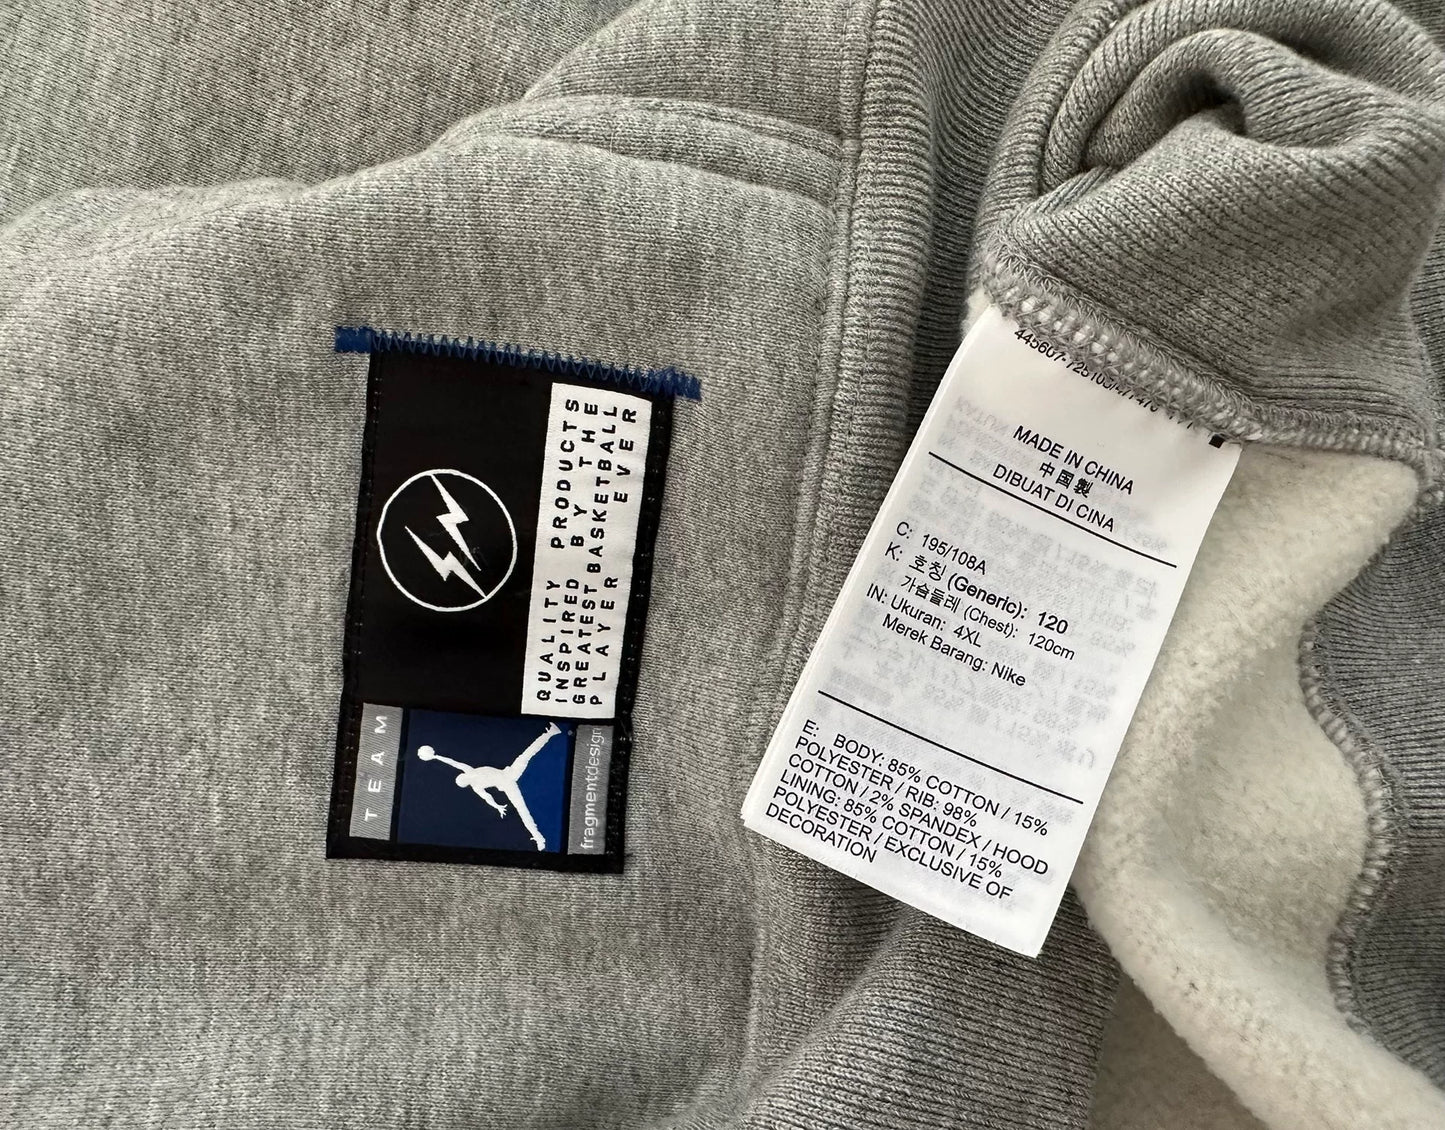 QUALITY PRODUCTS
INSPIRED BY THE
GREATEST BASKETBALL
PLAYER EVER
TEAM
fragmentdesign
MADE IN CHINA
中国製
DIBUAT DI CINA
C: 195/108A
K: 호칭 (Generic): 120
가슴둘레 (Chest): 120cm
IN: Ukuran: 4XL
Merek Barang: Nike
E: BODY: 85% COTTON / 15%
POLYESTER / RIB: 98%
COTTON / 2% SPANDEX / HOOD
LINING: 85% COTTON / 15%
POLYESTER / EXCLUSIVE OF
DECORATION